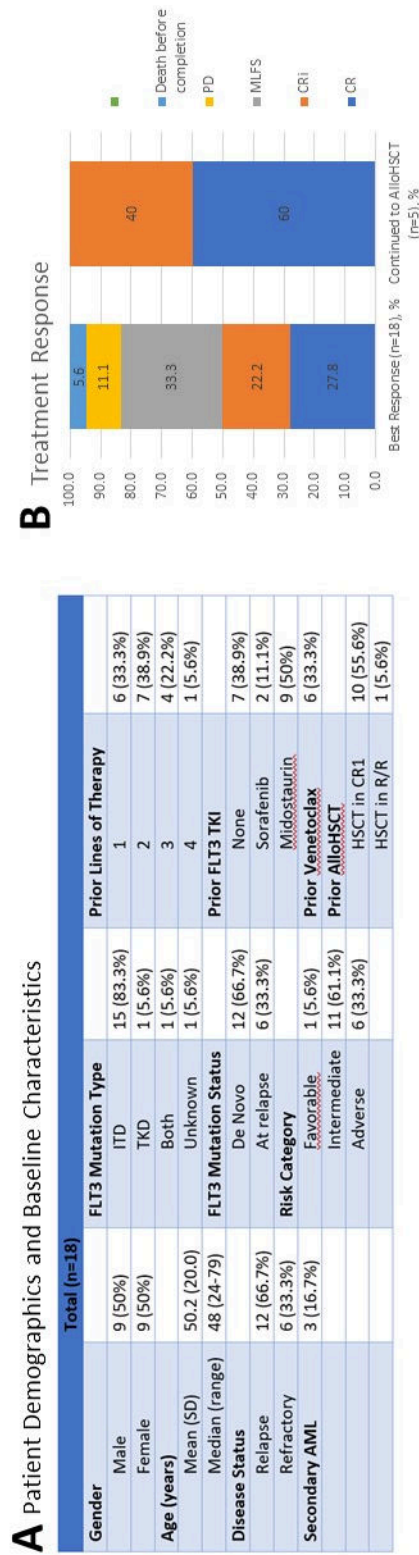 A Patient Demographics and Baseline Characteristics
Total (n=18)
Gender FLT3 Mutation Type Prior Lines of Therapy
Male 9 (50%) ITD 15 (83.3%) 1 6 (33.3%)
Female 9 (50%) TKD 1 (5.6%) 2 7 (38.9%)
Age (years) Both 1 (5.6%) 3 4 (22.2%)
Mean (SD) 50.2 (20.0) Unknown 1 (5.6%) 4 1 (5.6%)
Median (range) 48 (24-79) FLT3 Mutation Status Prior FLT3 TKI
Disease Status De Novo 12 (66.7%) None 7 (38.9%)
Relapse 12 (66.7%) At relapse 6 (33.3%) Sorafenib 2 (11.1%)
Refractory 6 (33.3%) Risk Category Midostaurin 9 (50%)
Secondary AML 3 (16.7%) Favorable 1 (5.6%) Prior Venetoclax 6 (33.3%)
Intermediate 11 (61.1%) Prior AlloHSCT
Adverse 6 (33.3%) HSCT in CR1 10 (55.6%)
HSCT in R/R 1 (5.6%)
B Treatment Response
100.0
90.0
80.0
70.0
60.0
50.0
40.0
30.0
20.0
10.0
0.0
5.6
11.1
33.3
22.2
27.8
40
60
Best Response (n=18), %
Continued to AlloHSCT
(n=5), %
Death before
completion
PD
MLFS
CRi
CR